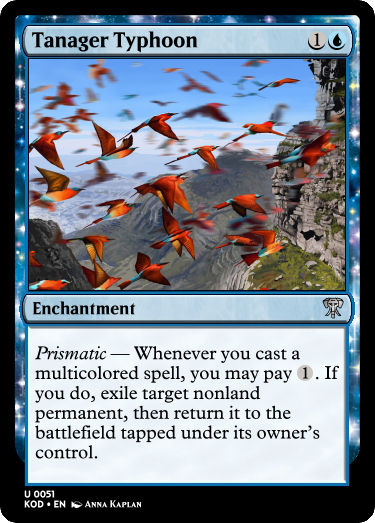 Tanager Typhoon 1
Enchantment
Prismatic — Whenever you cast a
multicolored spell, you may pay 1. If
you do, exile target nonland
permanent, then return it to the
battlefield tapped under its owner's
control.
U 0051
KOD • EN Anna Kaplan